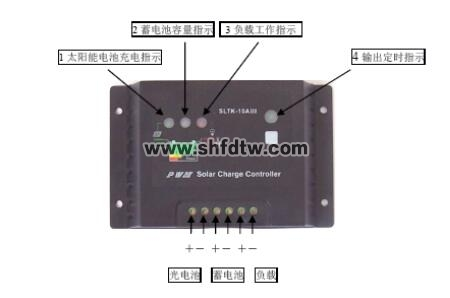 2 蓄电池容量指示
3 负载工作指示
1 太阳能电池充电指示
4 输出定时指示
SLTK-10AIII
www.shfdtw.com
PWM Solar Charge Controller
+ − + − + −
光电池 蓄电池 负载